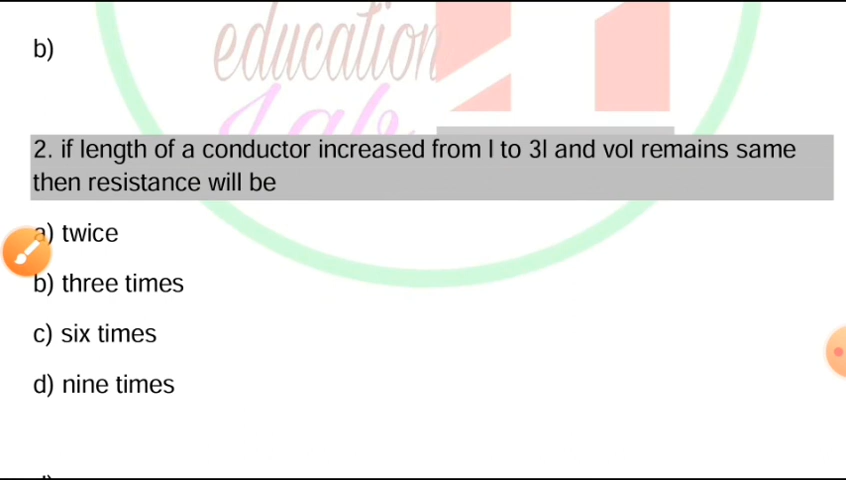 b)
education
Lab
2. if length of a conductor increased from l to 3l and vol remains same
then resistance will be
a) twice
b) three times
c) six times
d) nine times